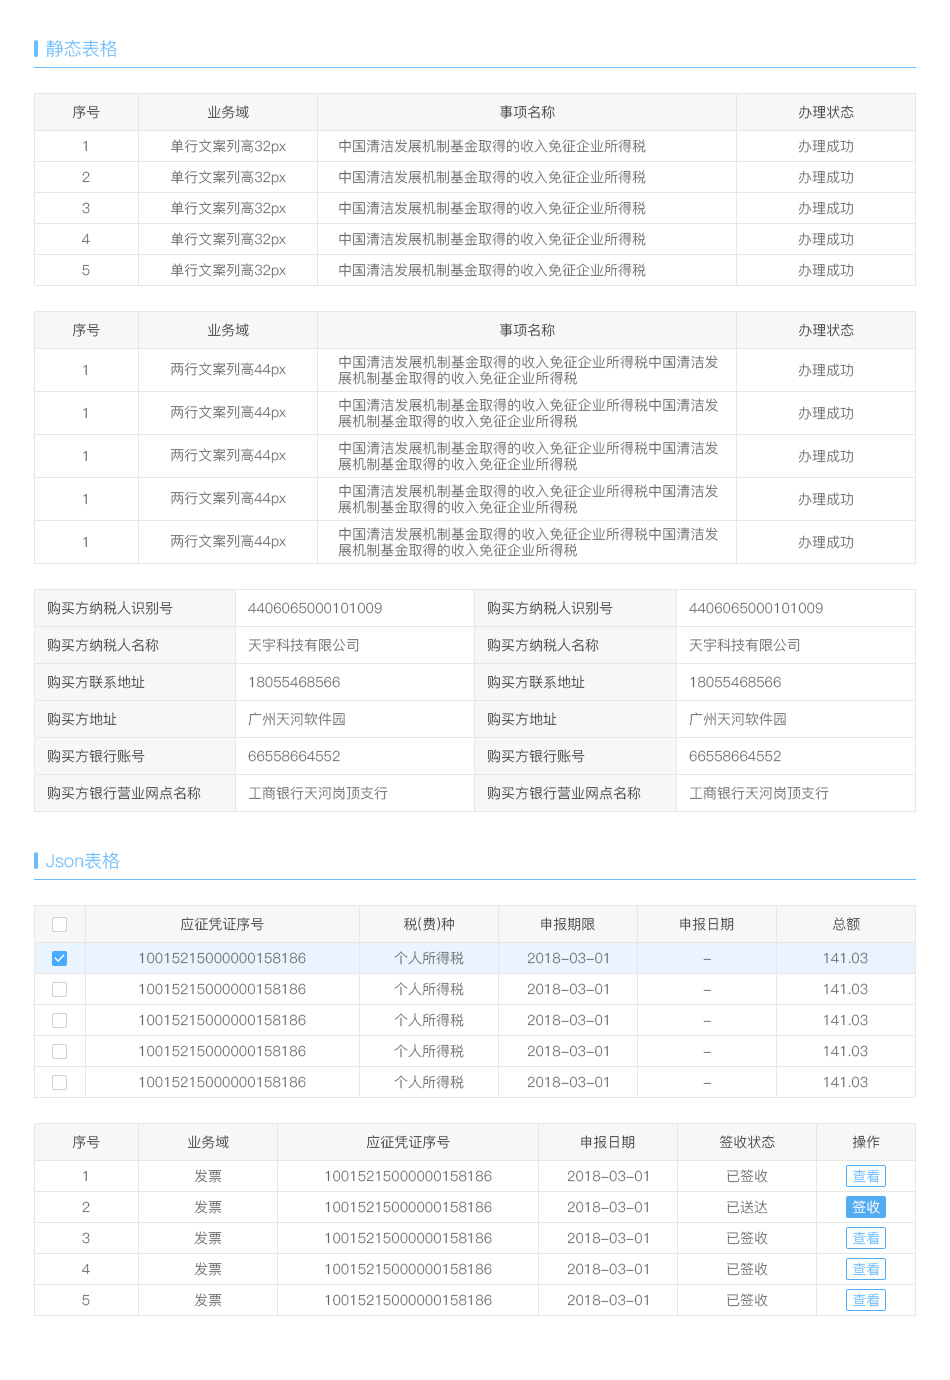 静态表格
序号 业务域 事项名称 办理状态
1 单行文案列高32px 中国清洁发展机制基金取得的收入免征企业所得税 办理成功
2 单行文案列高32px 中国清洁发展机制基金取得的收入免征企业所得税 办理成功
3 单行文案列高32px 中国清洁发展机制基金取得的收入免征企业所得税 办理成功
4 单行文案列高32px 中国清洁发展机制基金取得的收入免征企业所得税 办理成功
5 单行文案列高32px 中国清洁发展机制基金取得的收入免征企业所得税 办理成功
序号 业务域 事项名称 办理状态
1 两行文案列高44px 中国清洁发展机制基金取得的收入免征企业所得税中国清洁发
展机制基金取得的收入免征企业所得税 办理成功
1 两行文案列高44px 中国清洁发展机制基金取得的收入免征企业所得税中国清洁发
展机制基金取得的收入免征企业所得税 办理成功
1 两行文案列高44px 中国清洁发展机制基金取得的收入免征企业所得税中国清洁发
展机制基金取得的收入免征企业所得税 办理成功
1 两行文案列高44px 中国清洁发展机制基金取得的收入免征企业所得税中国清洁发
展机制基金取得的收入免征企业所得税 办理成功
1 两行文案列高44px 中国清洁发展机制基金取得的收入免征企业所得税中国清洁发
展机制基金取得的收入免征企业所得税 办理成功
购买方纳税人识别号 4406065000101009 购买方纳税人识别号 4406065000101009
购买方纳税人名称 天宇科技有限公司 购买方纳税人名称 天宇科技有限公司
购买方联系地址 18055468566 购买方联系地址 18055468566
购买方地址 广州天河软件园 购买方地址 广州天河软件园
购买方银行账号 66558664552 购买方银行账号 66558664552
购买方银行营业网点名称 工商银行天河岗顶支行 购买方银行营业网点名称 工商银行天河岗顶支行
Json表格
应征凭证序号 税(费)种 申报期限 申报日期 总额
10015215000000158186 个人所得税 2018-03-01 – 141.03
10015215000000158186 个人所得税 2018-03-01 – 141.03
10015215000000158186 个人所得税 2018-03-01 – 141.03
10015215000000158186 个人所得税 2018-03-01 – 141.03
10015215000000158186 个人所得税 2018-03-01 – 141.03
序号 业务域 应征凭证序号 申报日期 签收状态 操作
1 发票 10015215000000158186 2018-03-01 已签收 查看
2 发票 10015215000000158186 2018-03-01 已送达 签收
3 发票 10015215000000158186 2018-03-01 已签收 查看
4 发票 10015215000000158186 2018-03-01 已签收 查看
5 发票 10015215000000158186 2018-03-01 已签收 查看